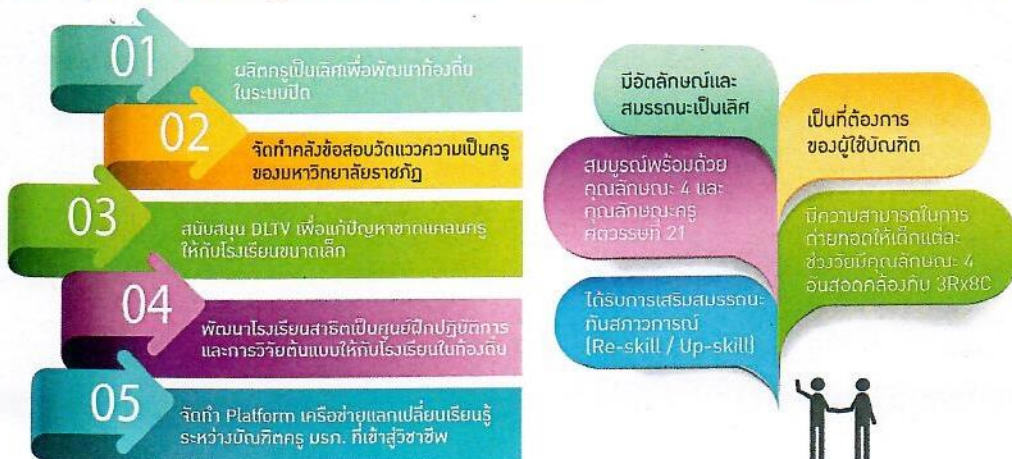 01
ผลิตครูเป็นเลิศเพื่อพัฒนาท้องถิ่น
ในระบบปิด
02
จัดทำคลังข้อสอบวัดแววความเป็นครู
ของมหาวิทยาลัยราชภัฏ
03
สนับสนุน DLTV เพื่อแก้ปัญหาขาดแคลนครู
ให้กับโรงเรียนขนาดเล็ก
04
พัฒนาโรงเรียนสาธิตเป็นศูนย์ฝึกปฏิบัติการ
และการวิจัยต้นแบบให้กับโรงเรียนในท้องถิ่น
05
จัดทำ Platform เครือข่ายแลกเปลี่ยนเรียนรู้
ระหว่างบัณฑิตครู มรภ. ที่เข้าสู่วิชาชีพ
มีอัตลักษณ์และ
สมรรถนะเป็นเลิศ
เป็นที่ต้องการ
ของผู้ใช้บัณฑิต
สมบูรณ์พร้อมด้วย
คุณลักษณะ 4 และ
คุณลักษณะครู
ศตวรรษที่ 21
มีความสามารถในการ
ถ่ายทอดให้เด็กแต่ละ
ช่วงวัยมีคุณลักษณะ 4
อันสอดคล้องกับ 3Rx8C
ได้รับการเสริมสมรรถนะ
ทันสภาวการณ์
(Re-skill / Up-skill)